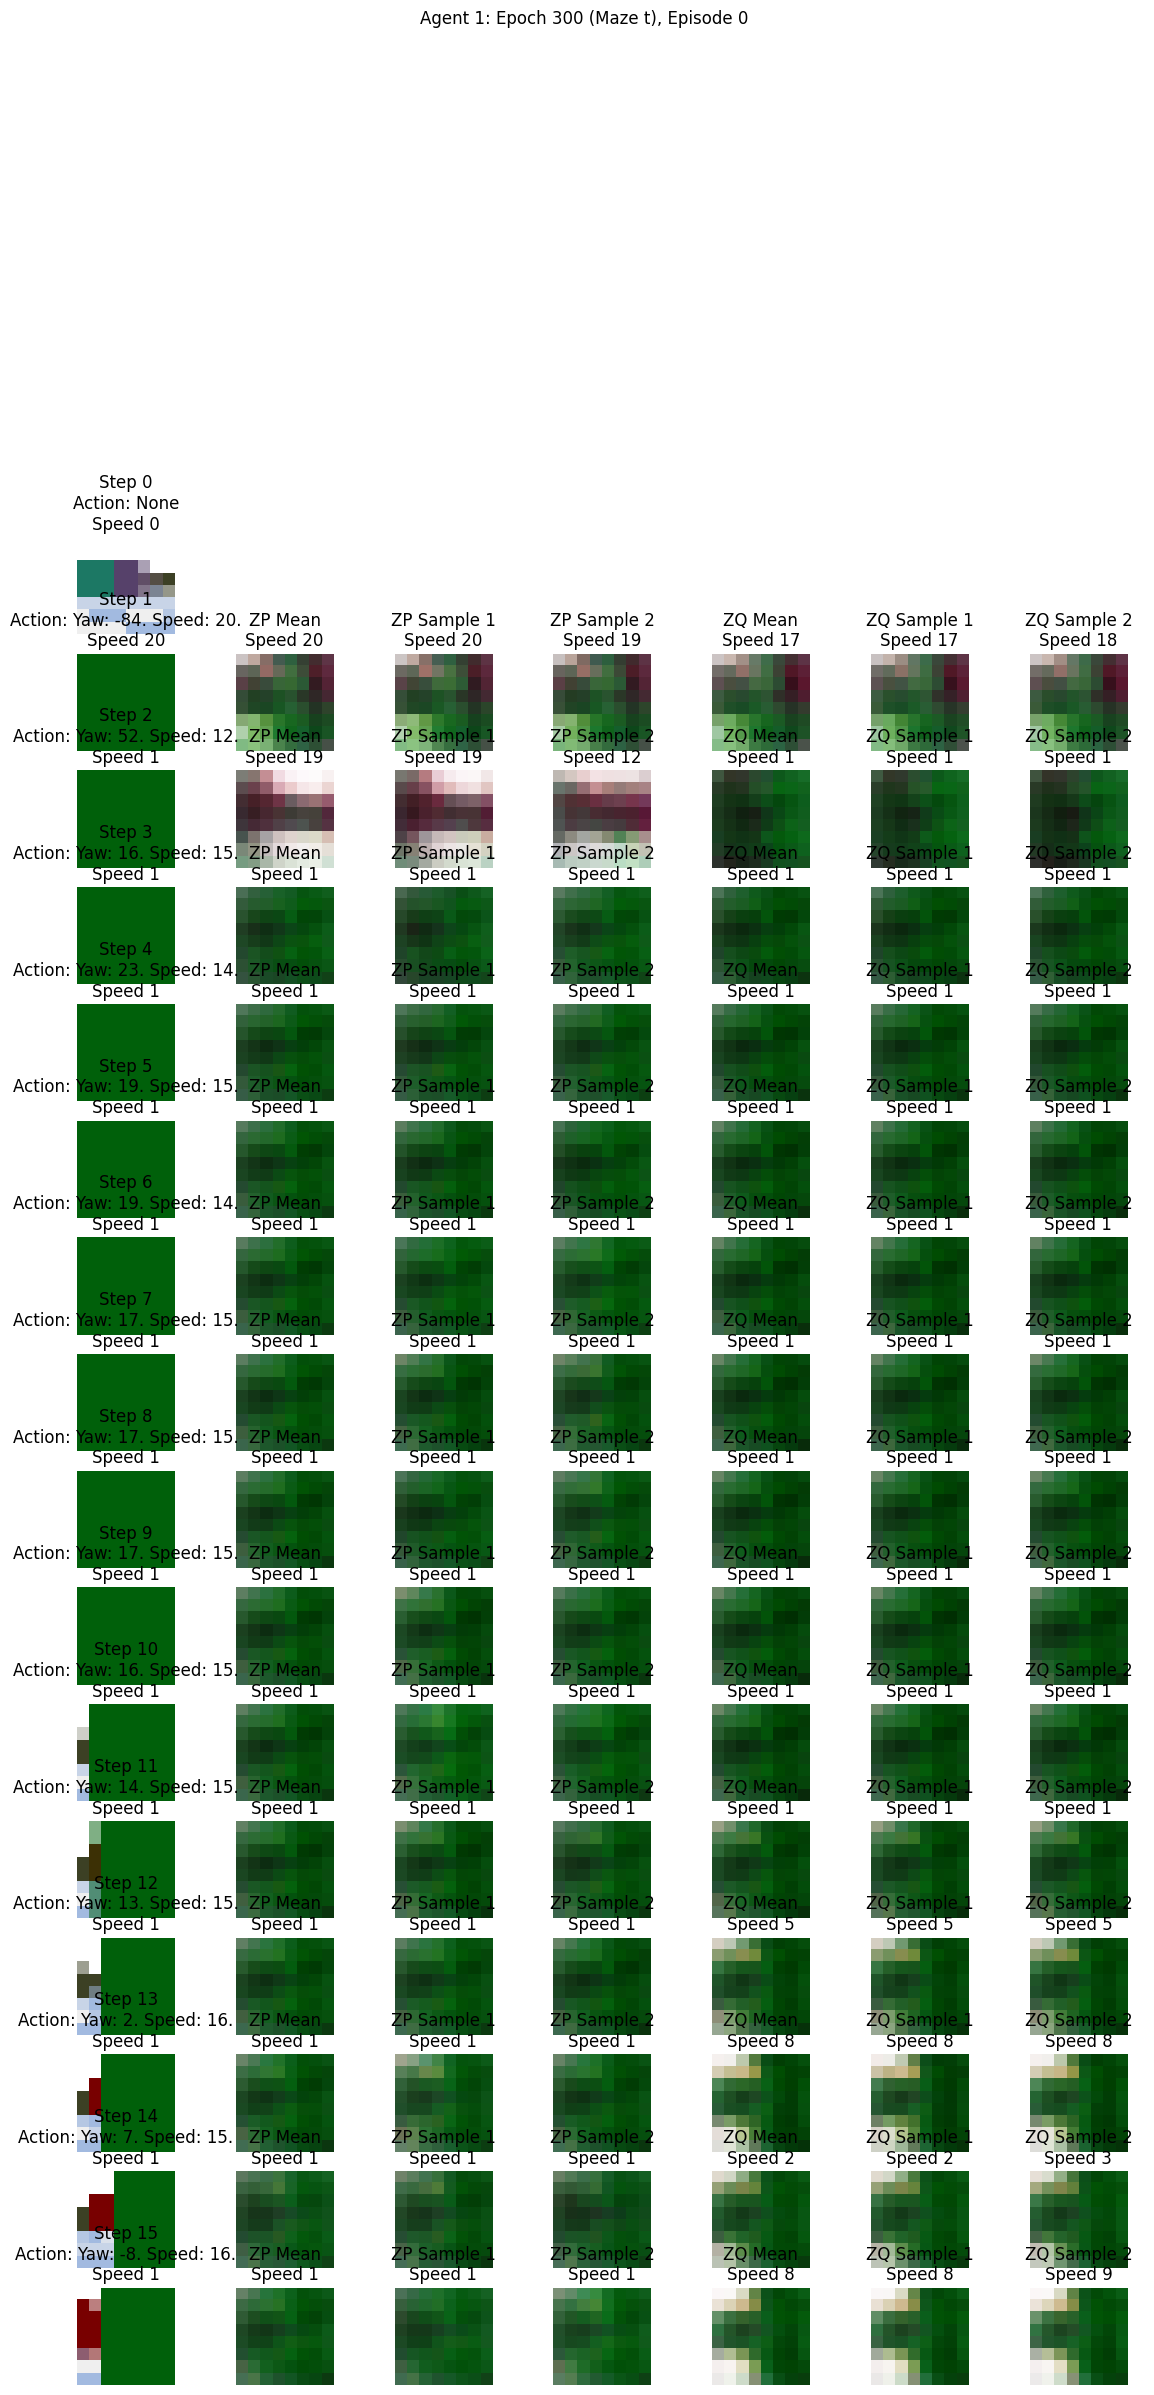 Agent 1: Epoch 300 (Maze t), Episode 0
Step 0
Action: None
Speed 0
Step 1
Action: Yaw: -84. Speed: 20. ZP Mean ZP Sample 1 ZP Sample 2 ZQ Mean ZQ Sample 1 ZQ Sample 2
Speed 20 Speed 20 Speed 20 Speed 19 Speed 17 Speed 17 Speed 18
Step 2
Action: Yaw: 52. Speed: 12. ZP Mean ZP Sample 1 ZP Sample 2 ZQ Mean ZQ Sample 1 ZQ Sample 2
Speed 1 Speed 19 Speed 19 Speed 12 Speed 1 Speed 1 Speed 1
Step 3
Action: Yaw: 16. Speed: 15. ZP Mean ZP Sample 1 ZP Sample 2 ZQ Mean ZQ Sample 1 ZQ Sample 2
Speed 1 Speed 1 Speed 1 Speed 1 Speed 1 Speed 1 Speed 1
Step 4
Action: Yaw: 23. Speed: 14. ZP Mean ZP Sample 1 ZP Sample 2 ZQ Mean ZQ Sample 1 ZQ Sample 2
Speed 1 Speed 1 Speed 1 Speed 1 Speed 1 Speed 1 Speed 1
Step 5
Action: Yaw: 19. Speed: 15. ZP Mean ZP Sample 1 ZP Sample 2 ZQ Mean ZQ Sample 1 ZQ Sample 2
Speed 1 Speed 1 Speed 1 Speed 1 Speed 1 Speed 1 Speed 1
Step 6
Action: Yaw: 19. Speed: 14. ZP Mean ZP Sample 1 ZP Sample 2 ZQ Mean ZQ Sample 1 ZQ Sample 2
Speed 1 Speed 1 Speed 1 Speed 1 Speed 1 Speed 1 Speed 1
Step 7
Action: Yaw: 17. Speed: 15. ZP Mean ZP Sample 1 ZP Sample 2 ZQ Mean ZQ Sample 1 ZQ Sample 2
Speed 1 Speed 1 Speed 1 Speed 1 Speed 1 Speed 1 Speed 1
Step 8
Action: Yaw: 17. Speed: 15. ZP Mean ZP Sample 1 ZP Sample 2 ZQ Mean ZQ Sample 1 ZQ Sample 2
Speed 1 Speed 1 Speed 1 Speed 1 Speed 1 Speed 1 Speed 1
Step 9
Action: Yaw: 17. Speed: 15. ZP Mean ZP Sample 1 ZP Sample 2 ZQ Mean ZQ Sample 1 ZQ Sample 2
Speed 1 Speed 1 Speed 1 Speed 1 Speed 1 Speed 1 Speed 1
Step 10
Action: Yaw: 16. Speed: 15. ZP Mean ZP Sample 1 ZP Sample 2 ZQ Mean ZQ Sample 1 ZQ Sample 2
Speed 1 Speed 1 Speed 1 Speed 1 Speed 1 Speed 1 Speed 1
Step 11
Action: Yaw: 14. Speed: 15. ZP Mean ZP Sample 1 ZP Sample 2 ZQ Mean ZQ Sample 1 ZQ Sample 2
Speed 1 Speed 1 Speed 1 Speed 1 Speed 1 Speed 1 Speed 1
Step 12
Action: Yaw: 13. Speed: 15. ZP Mean ZP Sample 1 ZP Sample 2 ZQ Mean ZQ Sample 1 ZQ Sample 2
Speed 1 Speed 1 Speed 1 Speed 1 Speed 5 Speed 5 Speed 5
Step 13
Action: Yaw: 2. Speed: 16. ZP Mean ZP Sample 1 ZP Sample 2 ZQ Mean ZQ Sample 1 ZQ Sample 2
Speed 1 Speed 1 Speed 1 Speed 1 Speed 8 Speed 8 Speed 8
Step 14
Action: Yaw: 7. Speed: 15. ZP Mean ZP Sample 1 ZP Sample 2 ZQ Mean ZQ Sample 1 ZQ Sample 2
Speed 1 Speed 1 Speed 1 Speed 1 Speed 2 Speed 2 Speed 3
Step 15
Action: Yaw: -8. Speed: 16. ZP Mean ZP Sample 1 ZP Sample 2 ZQ Mean ZQ Sample 1 ZQ Sample 2
Speed 1 Speed 1 Speed 1 Speed 1 Speed 8 Speed 8 Speed 9